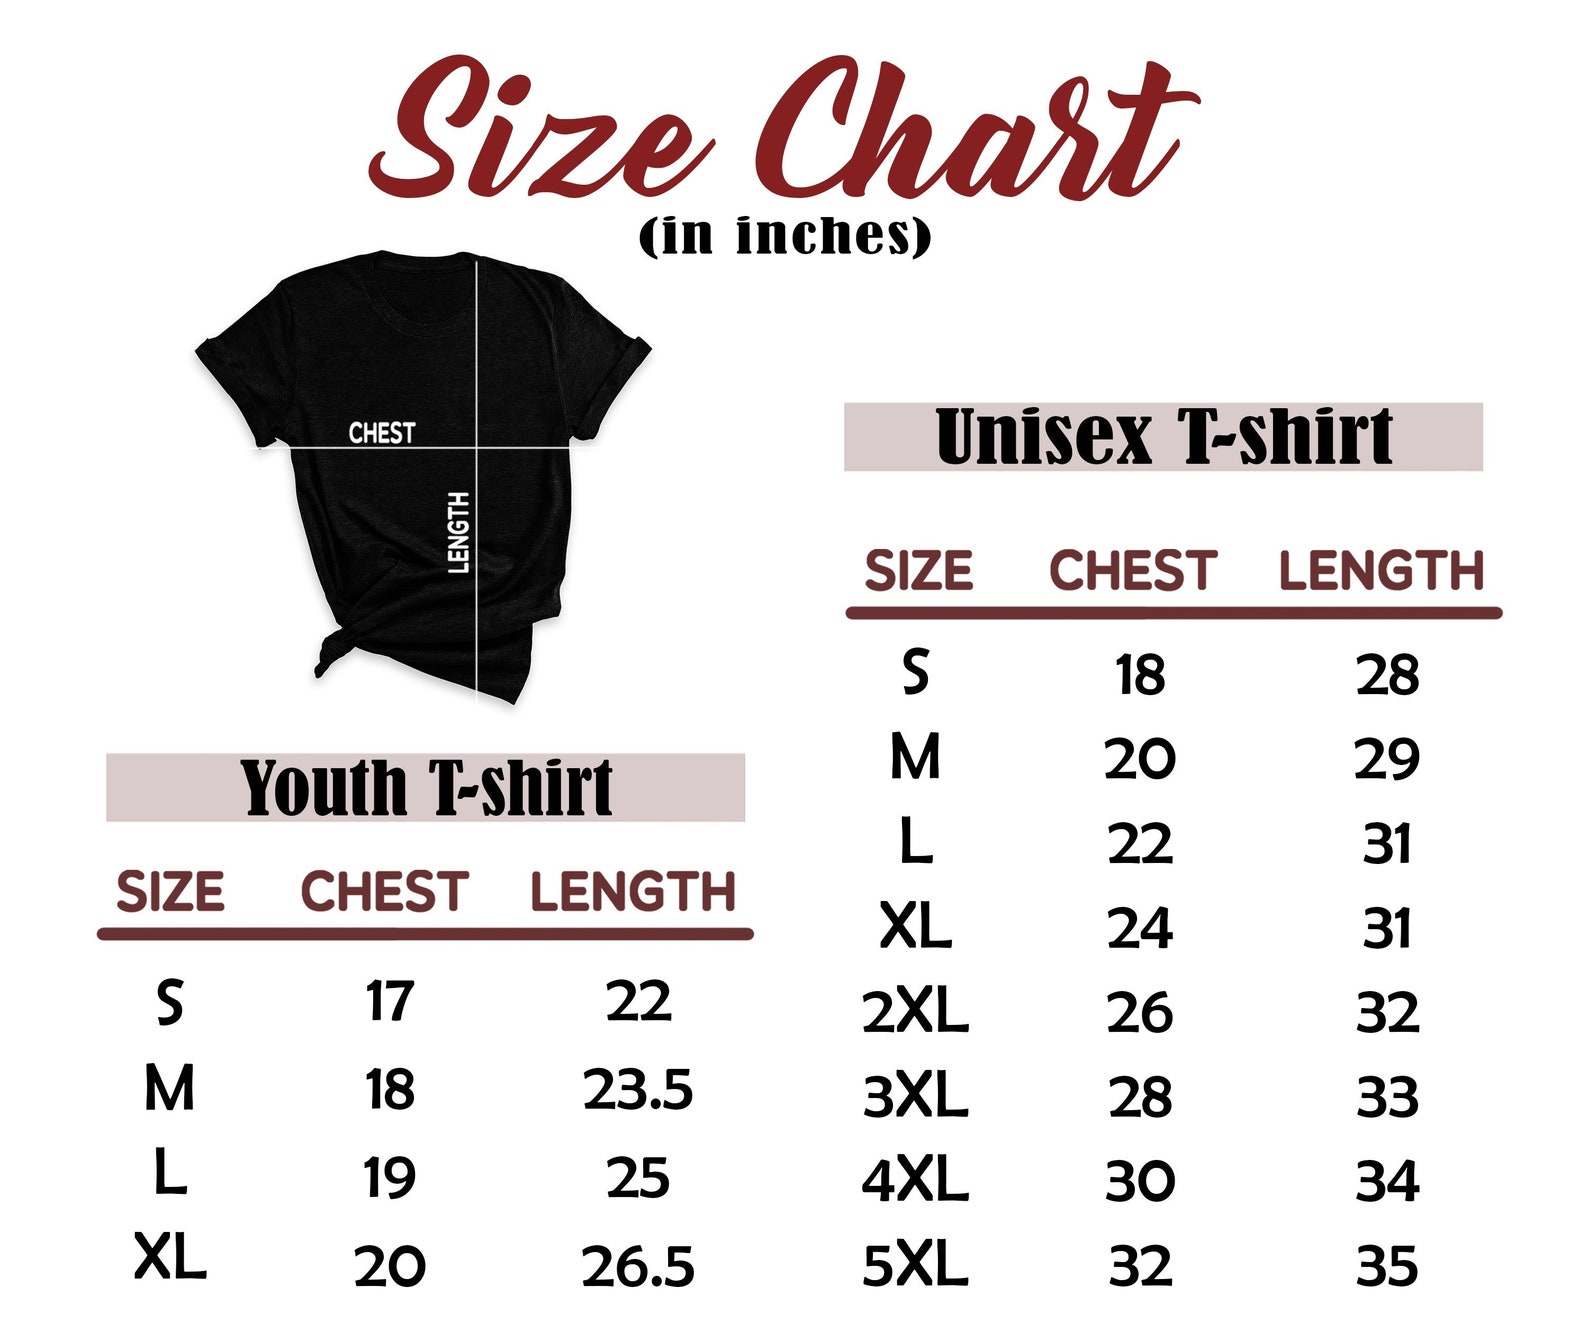 Size Chart
(in inches)
CHEST
LENGTH
Youth T-shirt
SIZE CHEST LENGTH
S 17 22
M 18 23.5
L 19 25
XL 20 26.5
Unisex T-shirt
SIZE CHEST LENGTH
S 18 28
M 20 29
L 22 31
XL 24 31
2XL 26 32
3XL 28 33
4XL 30 34
5XL 32 35